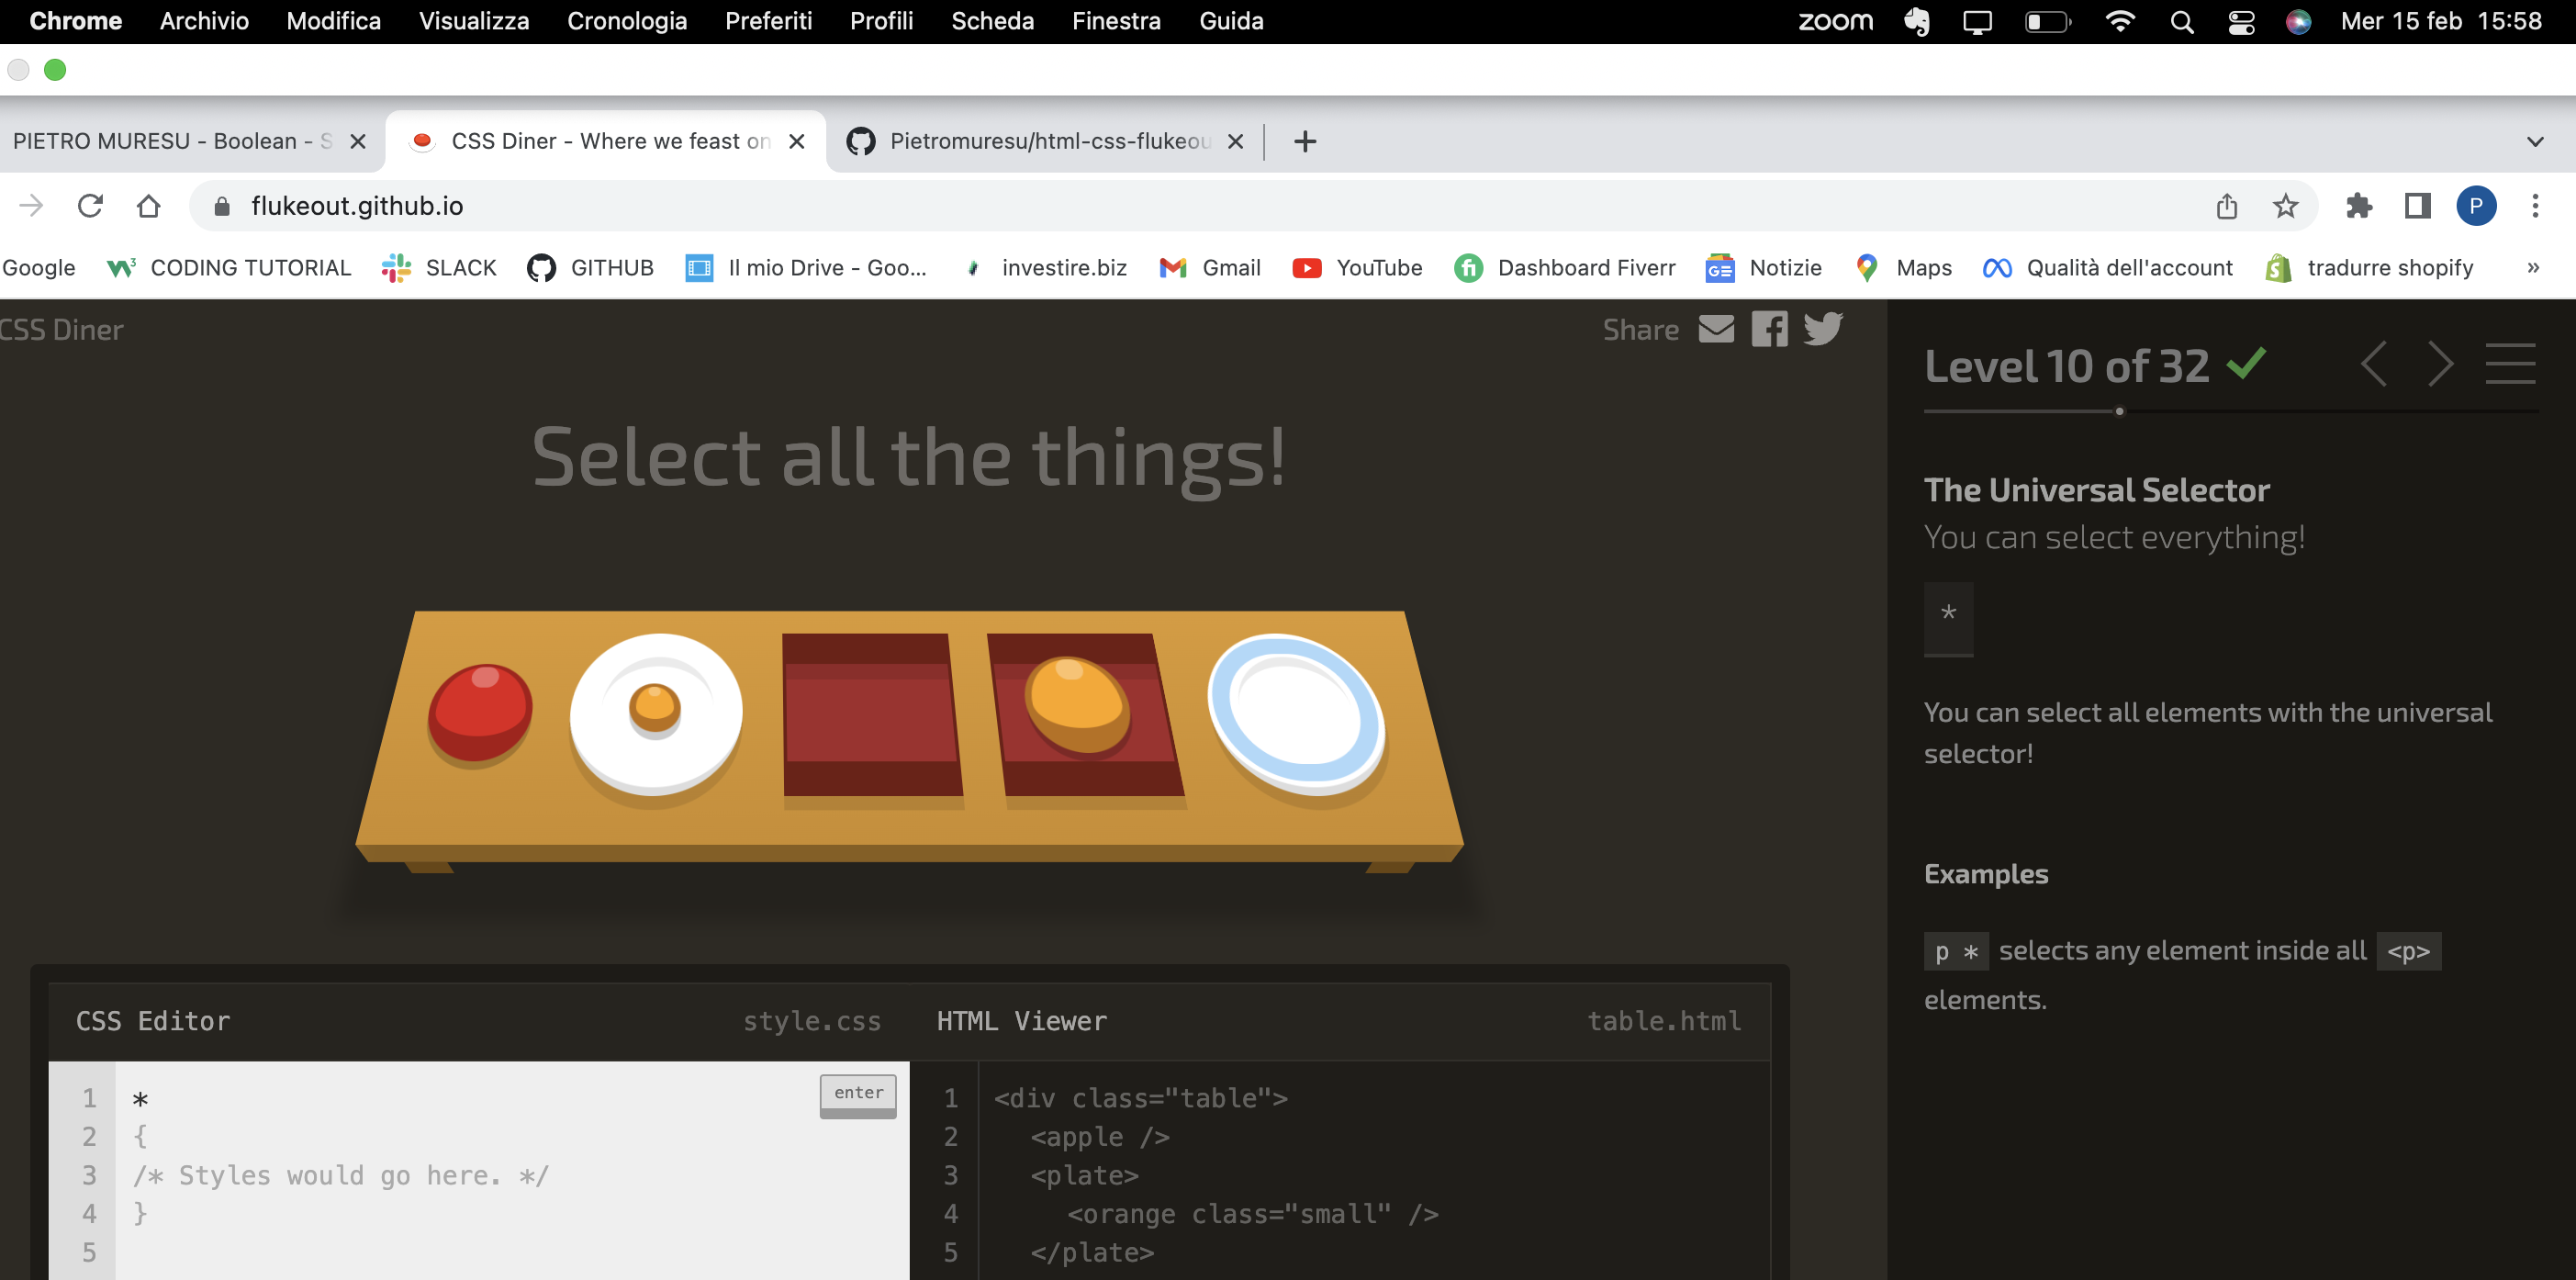 Chrome Archivio Modifica Visualizza Cronologia Preferiti Profili Scheda Finestra Guida zoom Mer 15 feb 15:58
PIETRO MURESU - Boolean - S CSS Diner - Where we feast on Pietromuresu/html-css-flukeou
flukeout.github.io P
Google CODING TUTORIAL SLACK GITHUB Il mio Drive - Goo... investire.biz Gmail YouTube Dashboard Fiverr Notizie Maps Qualità dell'account tradurre shopify »
CSS Diner Share
Level 10 of 32
Select all the things!
The Universal Selector
You can select everything!
*
You can select all elements with the universal
selector!
Examples
p * selects any element inside all <p>
elements.
CSS Editor style.css HTML Viewer table.html
enter
1 * 1 <div class="table">
2 { 2 <apple />
3 /* Styles would go here. */ 3 <plate>
4 } 4 <orange class="small" />
5 5 </plate>